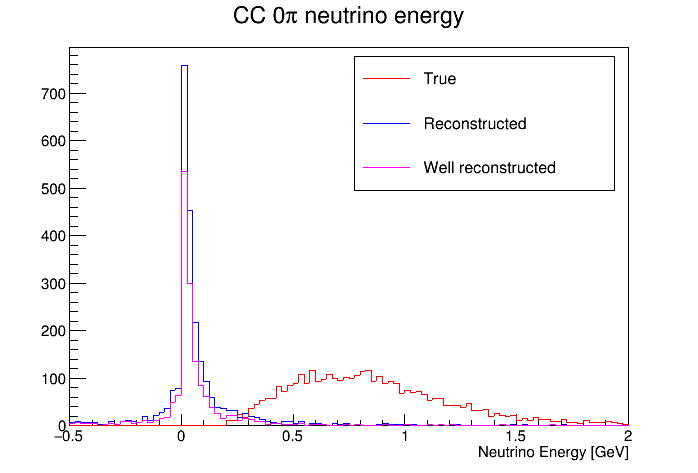 CC 0π neutrino energy
True
Reconstructed
Well reconstructed
700
600
500
400
300
200
100
0
−0.5 0 0.5 1 1.5 2
Neutrino Energy [GeV]